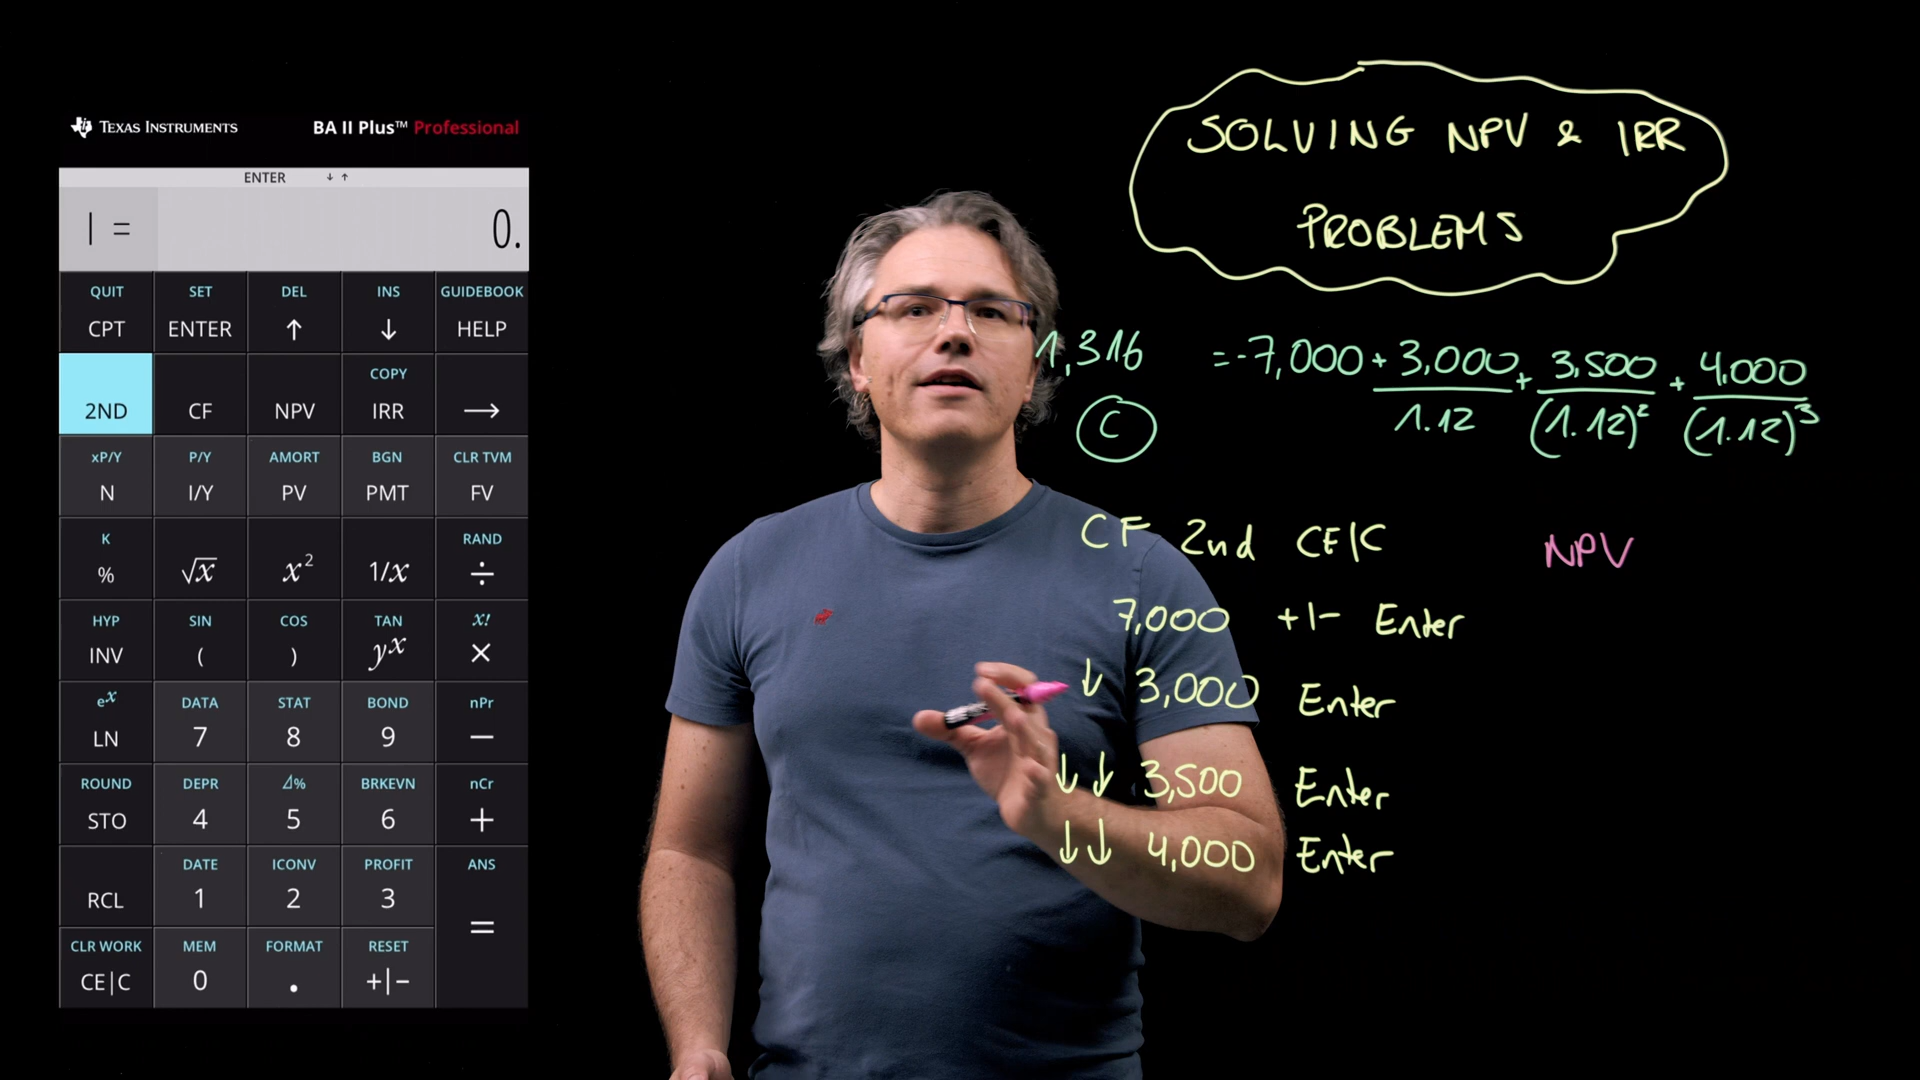 TEXAS INSTRUMENTS BA II Plus™ Professional
ENTER ↓ ↑
I = 0.
QUIT SET DEL INS GUIDEBOOK
CPT ENTER ↑ ↓ HELP
COPY
2ND CF NPV IRR →
xP/Y P/Y AMORT BGN CLR TVM
N I/Y PV PMT FV
K RAND
% √x x² 1/x ÷
HYP SIN COS TAN x!
INV ( ) yˣ ×
eˣ DATA STAT BOND nPr
LN 7 8 9 −
ROUND DEPR Δ% BRKEVN nCr
STO 4 5 6 +
DATE ICONV PROFIT ANS
RCL 1 2 3 =
CLR WORK MEM FORMAT RESET
CE|C 0 . +|−
SOLVING NPV & IRR
PROBLEMS
1,316 = -7,000 + 3,000/1.12 + 3,500/(1.12)² + 4,000/(1.12)³
C
CF 2nd CE|C NPV
7,000 +|− Enter
↓ 3,000 Enter
↓↓ 3,500 Enter
↓↓ 4,000 Enter